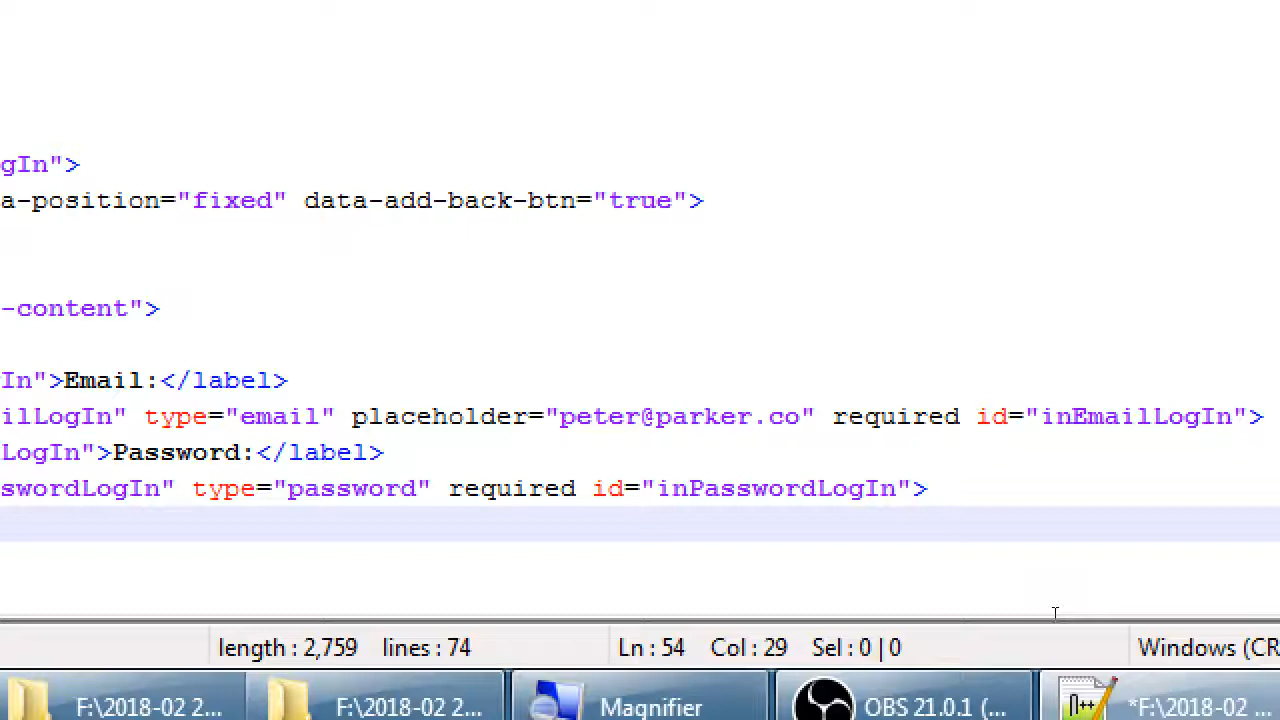 gIn">
a-position="fixed" data-add-back-btn="true">
-content">
In">Email:</label>
ilLogIn" type="email" placeholder="peter@parker.co" required id="inEmailLogIn">
LogIn">Password:</label>
swordLogIn" type="password" required id="inPasswordLogIn">
length : 2,759 lines : 74 Ln : 54 Col : 29 Sel : 0 | 0 Windows (CR
F:\2018-02 2... F:\2018-02 2... Magnifier OBS 21.0.1 (... *F:\2018-02 ...